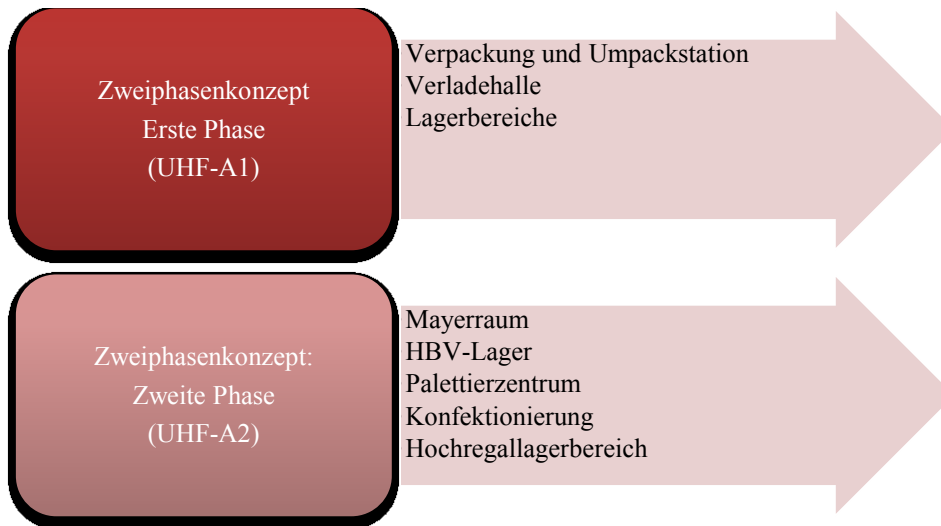 Zweiphasenkonzept
Erste Phase
(UHF-A1)
Verpackung und Umpackstation
Verladehalle
Lagerbereiche
Zweiphasenkonzept:
Zweite Phase
(UHF-A2)
Mayerraum
HBV-Lager
Palettierzentrum
Konfektionierung
Hochregallagerbereich